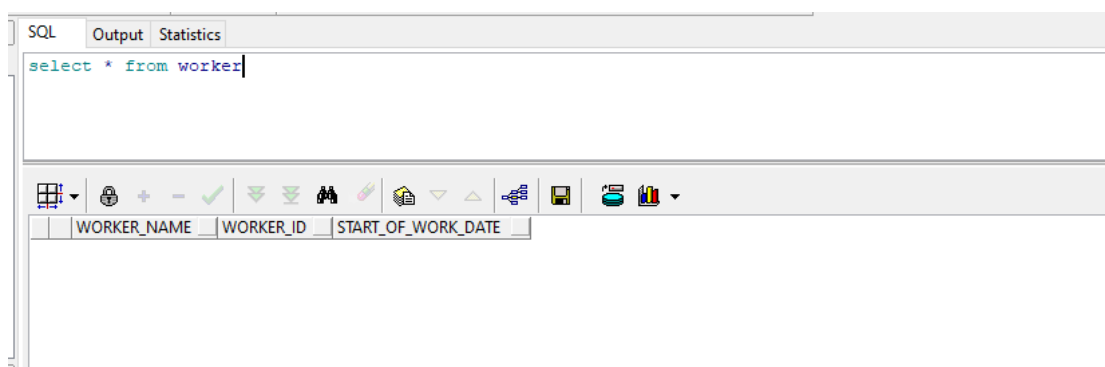 SQL Output Statistics
select * from worker
WORKER_NAME WORKER_ID START_OF_WORK_DATE